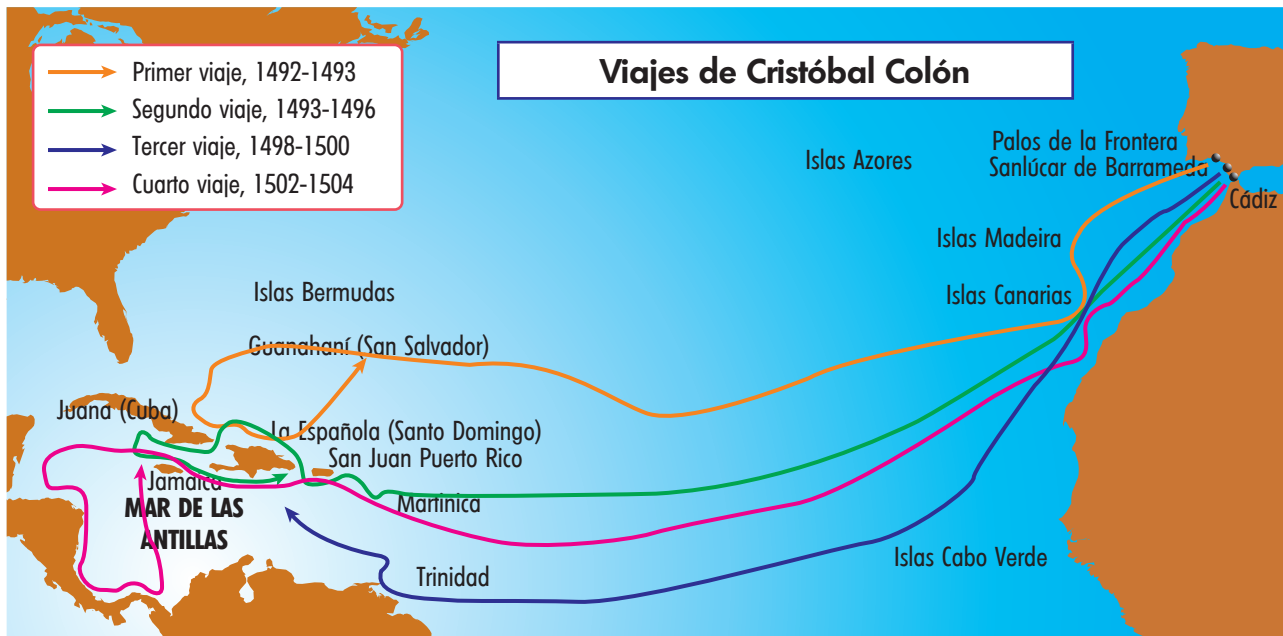 Viajes de Cristóbal Colón
Primer viaje, 1492-1493
Segundo viaje, 1493-1496
Tercer viaje, 1498-1500
Cuarto viaje, 1502-1504
Palos de la Frontera
Islas Azores
Sanlúcar de Barrameda
Cádiz
Islas Madeira
Islas Bermudas
Islas Canarias
Guanahaní (San Salvador)
Juana (Cuba)
La Española (Santo Domingo)
San Juan Puerto Rico
Jamaica
Martinica
MAR DE LAS
ANTILLAS
Islas Cabo Verde
Trinidad